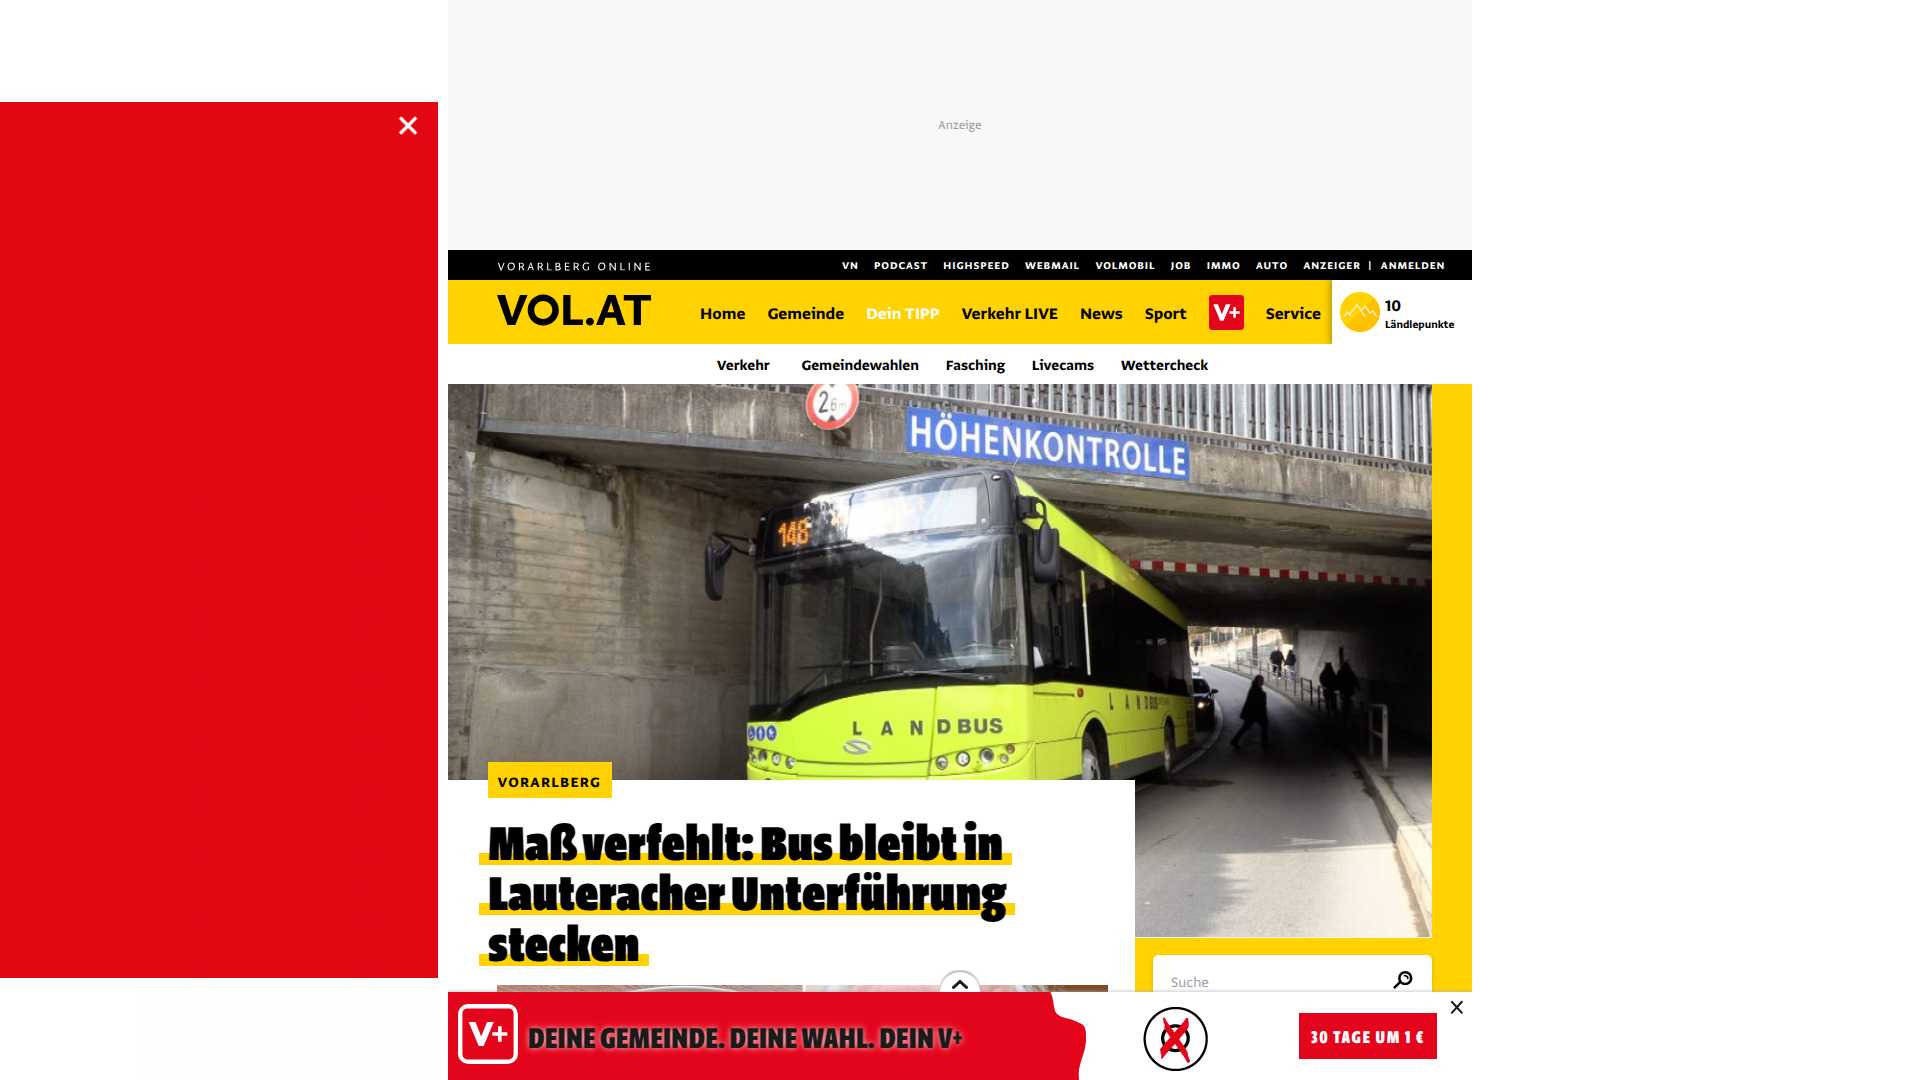 Anzeige
VORARLBERG ONLINE
VN PODCAST HIGHSPEED WEBMAIL VOLMOBIL JOB IMMO AUTO ANZEIGER | ANMELDEN
VOL.AT
Home Gemeinde Dein TIPP Verkehr LIVE News Sport V+ Service
10
Ländlepunkte
Verkehr Gemeindewahlen Fasching Livecams Wettercheck
2 6m
HÖHENKONTROLLE
148
LANDBUS
LANDBUS
VORARLBERG
Maß verfehlt: Bus bleibt in
Lauteracher Unterführung
stecken
Suche
V+ DEINE GEMEINDE. DEINE WAHL. DEIN V+
30 TAGE UM 1 €